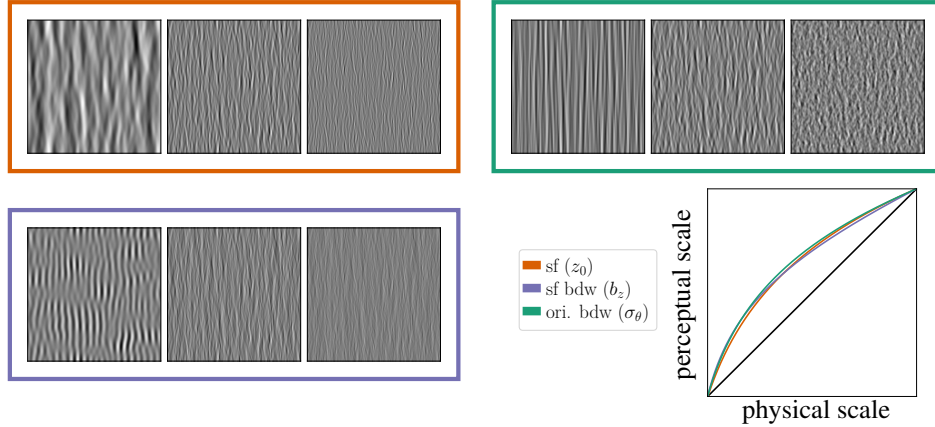 sf (z₀)
sf bdw (b_z)
ori. bdw (σ_θ)
perceptual scale
physical scale